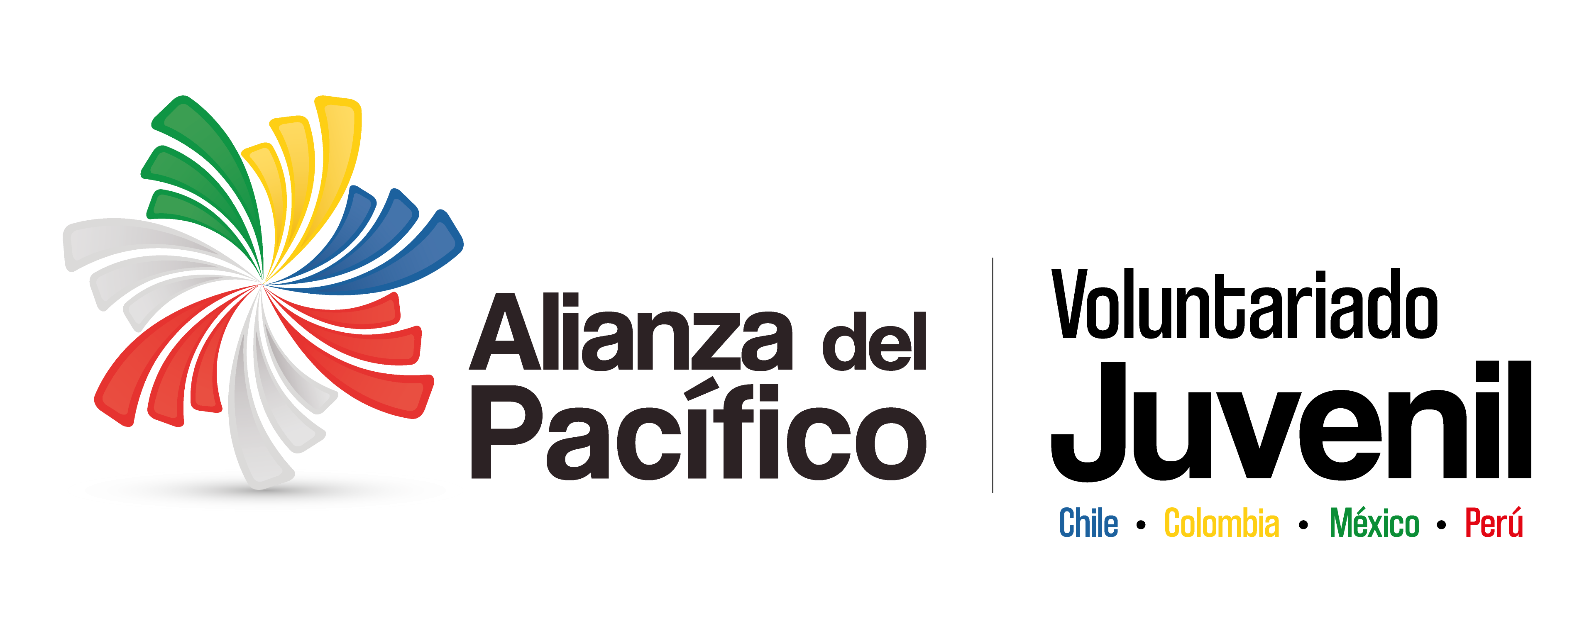 Alianza del
Pacífico
Voluntariado
Juvenil
Chile • Colombia • México • Perú